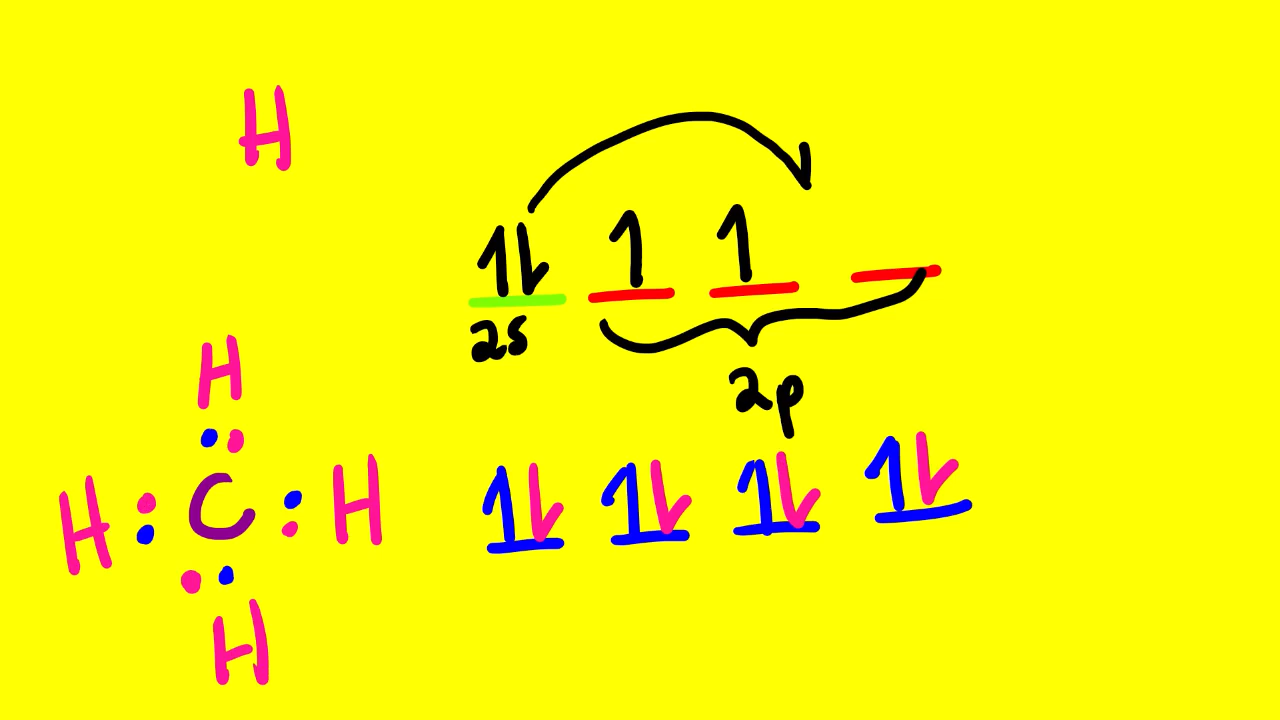 H
↑↓ ↑ ↑
2s
2p
H
H : C : H
↑↓ ↑↓ ↑↓ ↑↓
H